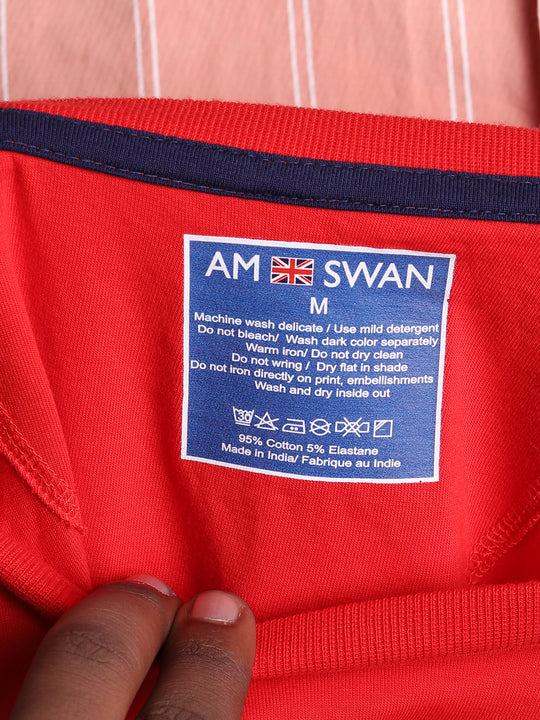 AM SWAN
M
Machine wash delicate / Use mild detergent
Do not bleach/ Wash dark color separately
Warm iron/ Do not dry clean
Do not wring / Dry flat in shade
Do not iron directly on print, embellishments
Wash and dry inside out
30
95% Cotton 5% Elastane
Made in India/ Fabrique au Indie